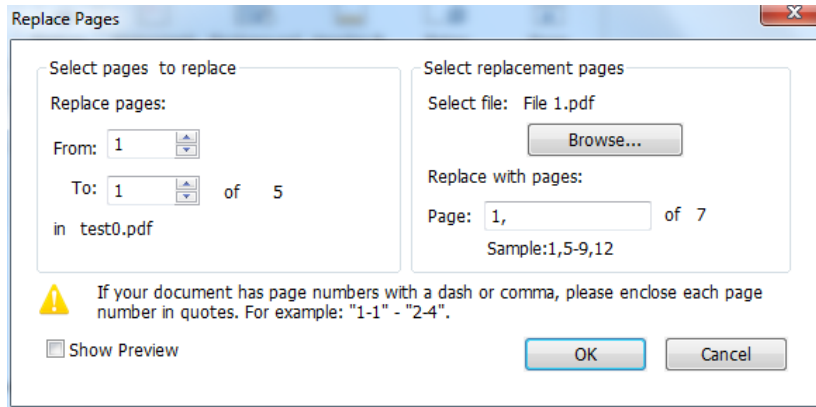 Replace Pages
Select pages to replace
Replace pages:
From: 1
To: 1 of 5
in test0.pdf
Select replacement pages
Select file: File 1.pdf
Browse...
Replace with pages:
Page: 1, of 7
Sample:1,5-9,12
If your document has page numbers with a dash or comma, please enclose each page
number in quotes. For example: "1-1" - "2-4".
Show Preview
OK
Cancel